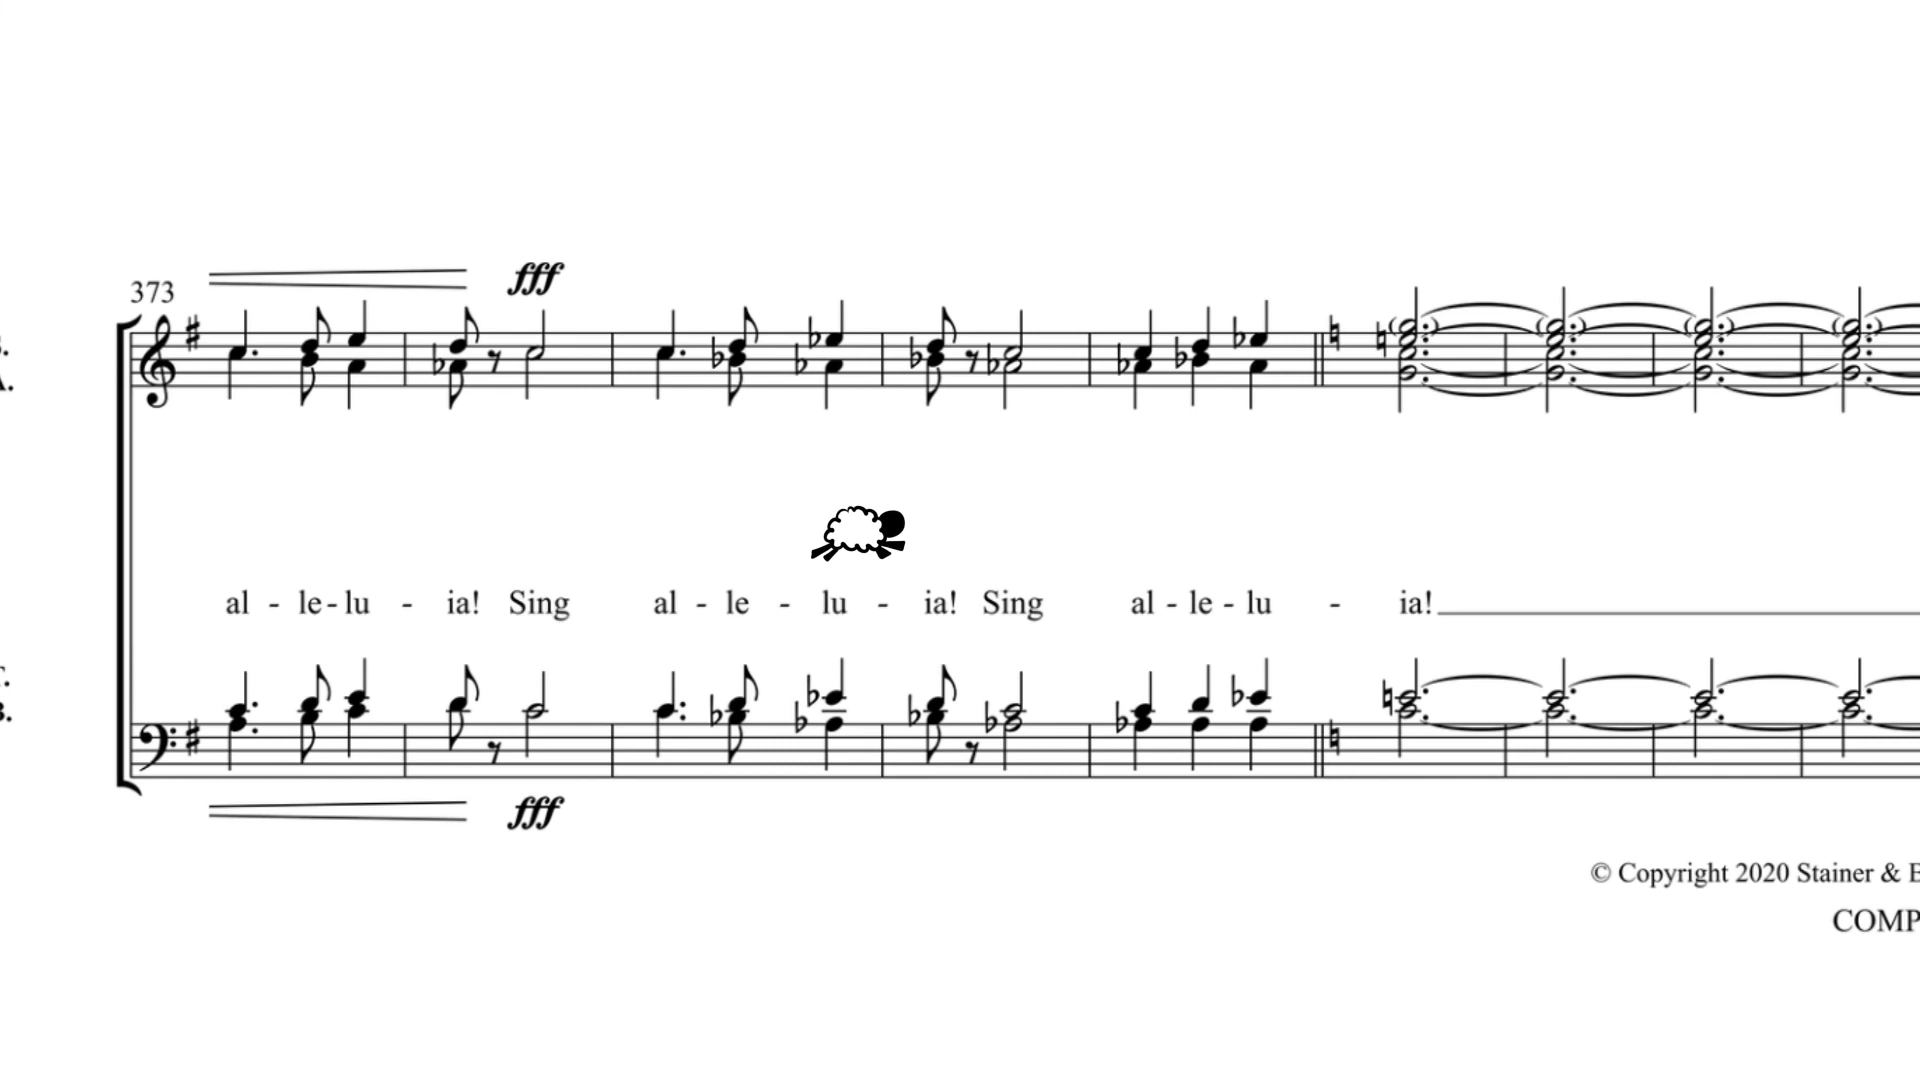 373
fff
al - le - lu - ia! Sing al - le - lu - ia! Sing al - le - lu - ia!
fff
© Copyright 2020 Stainer &